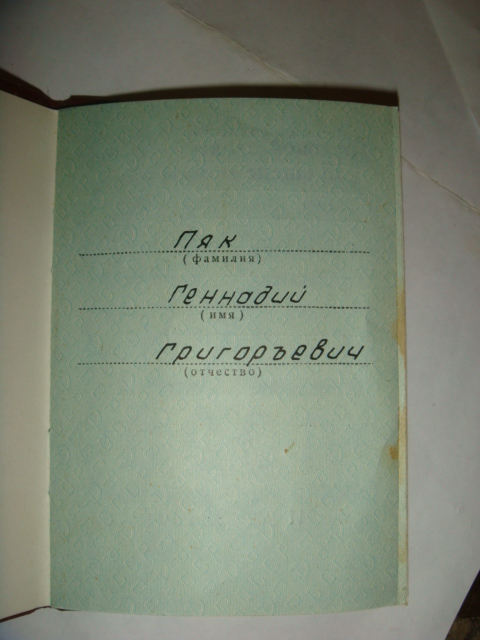 Пяк
(фамилия)
Геннадий
(имя)
Григоръевич
(отчество)